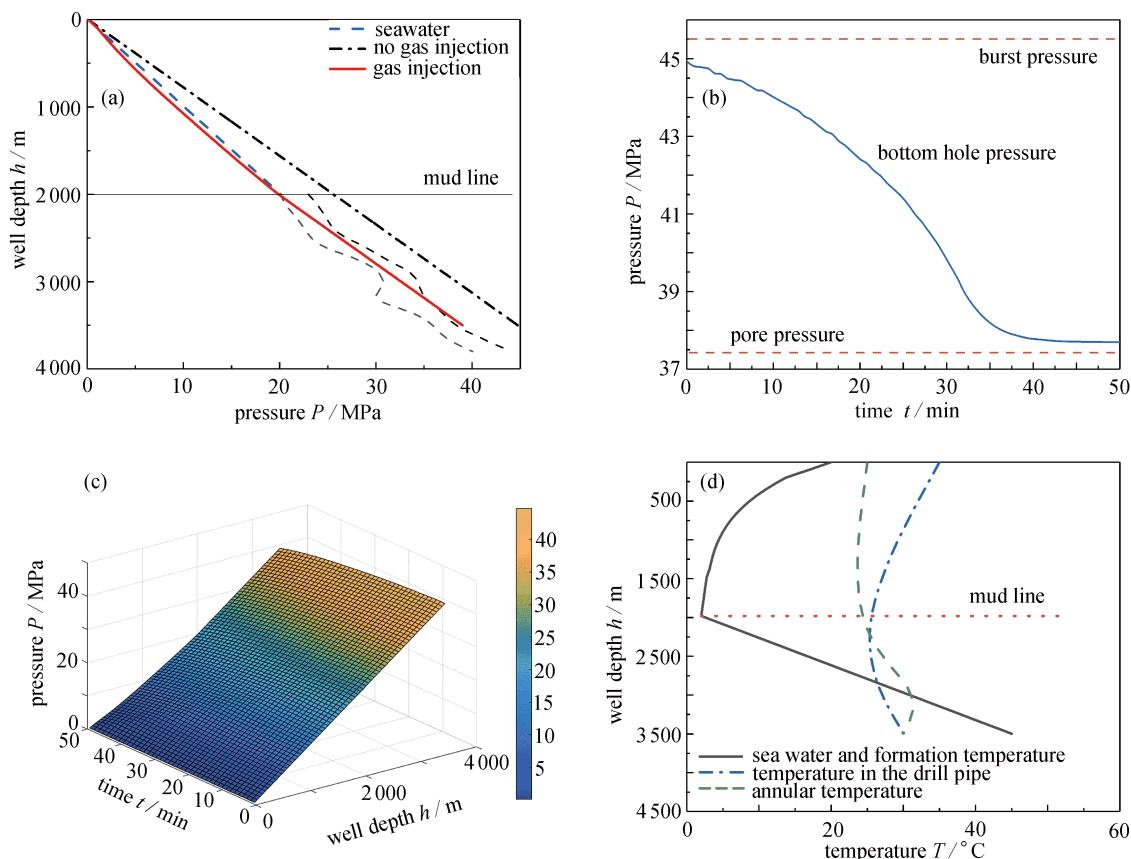 0
1 000
2 000
3 000
4 000
0
10
20
30
40
well depth h / m
pressure P / MPa
(a)
seawater
no gas injection
gas injection
mud line
45
43
41
39
37
0
10
20
30
40
50
pressure P / MPa
time t / min
(b)
burst pressure
bottom hole pressure
pore pressure
(c)
40
20
0
50
40
30
20
10
0
0
2 000
4 000
pressure P / MPa
time t / min
well depth h / m
40
35
30
25
20
15
10
5
(d)
500
1 500
2 500
3 500
4 500
0
20
40
60
well depth h / m
temperature T / °C
mud line
sea water and formation temperature
temperature in the drill pipe
annular temperature